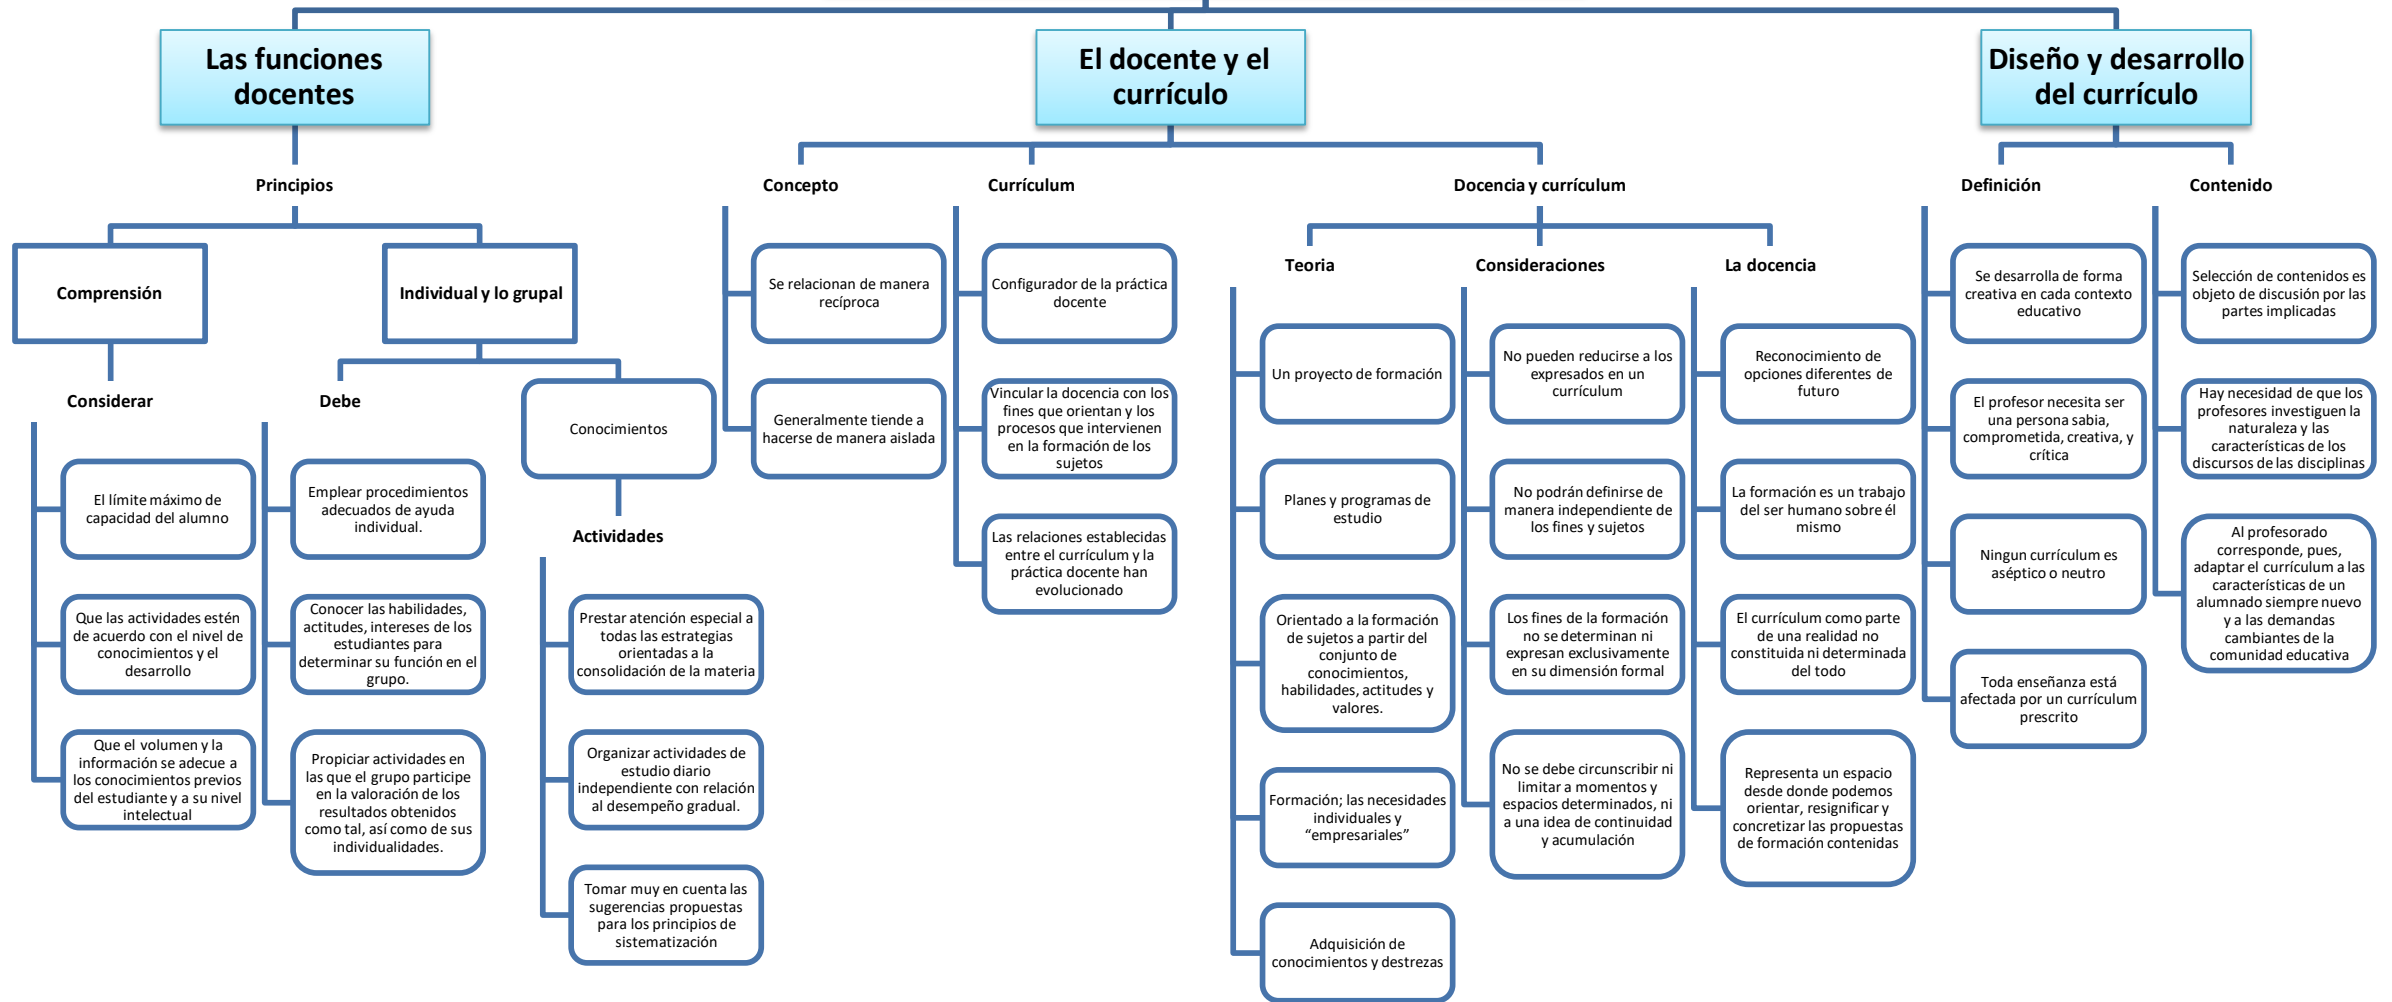 Las funciones
docentes
Principios
Comprensión
Considerar
El límite máximo de
capacidad del alumno
Que las actividades estén
de acuerdo con el nivel de
conocimientos y el
desarrollo
Que el volumen y la
información se adecue a
los conocimientos previos
del estudiante y a su nivel
intelectual
Individual y lo grupal
Debe
Emplear procedimientos
adecuados de ayuda
individual.
Conocer las habilidades,
actitudes, intereses de los
estudiantes para
determinar su función en el
grupo.
Propiciar actividades en
las que el grupo participe
en la valoración de los
resultados obtenidos
como tal, así como de sus
individualidades.
Conocimientos
Actividades
Prestar atención especial a
todas las estrategias
orientadas a la
consolidación de la materia
Organizar actividades de
estudio diario
independiente con relación
al desempeño gradual.
Tomar muy en cuenta las
sugerencias propuestas
para los principios de
sistematización
El docente y el
currículo
Concepto
Se relacionan de manera
recíproca
Generalmente tiende a
hacerse de manera aislada
Currículum
Configurador de la práctica
docente
Vincular la docencia con los
fines que orientan y los
procesos que intervienen
en la formación de los
sujetos
Las relaciones establecidas
entre el currículum y la
práctica docente han
evolucionado
Docencia y currículum
Teoria
Un proyecto de formación
Planes y programas de
estudio
Orientado a la formación
de sujetos a partir del
conjunto de
conocimientos,
habilidades, actitudes y
valores.
Formación; las necesidades
individuales y
“empresariales”
Adquisición de
conocimientos y destrezas
Consideraciones
No pueden reducirse a los
expresados en un
currículum
No podrán definirse de
manera independiente de
los fines y sujetos
Los fines de la formación
no se determinan ni
expresan exclusivamente
en su dimensión formal
No se debe circunscribir ni
limitar a momentos y
espacios determinados, ni
a una idea de continuidad
y acumulación
La docencia
Reconocimiento de
opciones diferentes de
futuro
La formación es un trabajo
del ser humano sobre él
mismo
El currículum como parte
de una realidad no
constituida ni determinada
del todo
Representa un espacio
desde donde podemos
orientar, resignificar y
concretizar las propuestas
de formación contenidas
Diseño y desarrollo
del currículo
Definición
Se desarrolla de forma
creativa en cada contexto
educativo
El profesor necesita ser
una persona sabia,
comprometida, creativa, y
crítica
Ningun currículum es
aséptico o neutro
Toda enseñanza está
afectada por un currículum
prescrito
Contenido
Selección de contenidos es
objeto de discusión por las
partes implicadas
Hay necesidad de que los
profesores investiguen la
naturaleza y las
características de los
discursos de las disciplinas
Al profesorado
corresponde, pues,
adaptar el currículum a las
características de un
alumnado siempre nuevo
y a las demandas
cambiantes de la
comunidad educativa